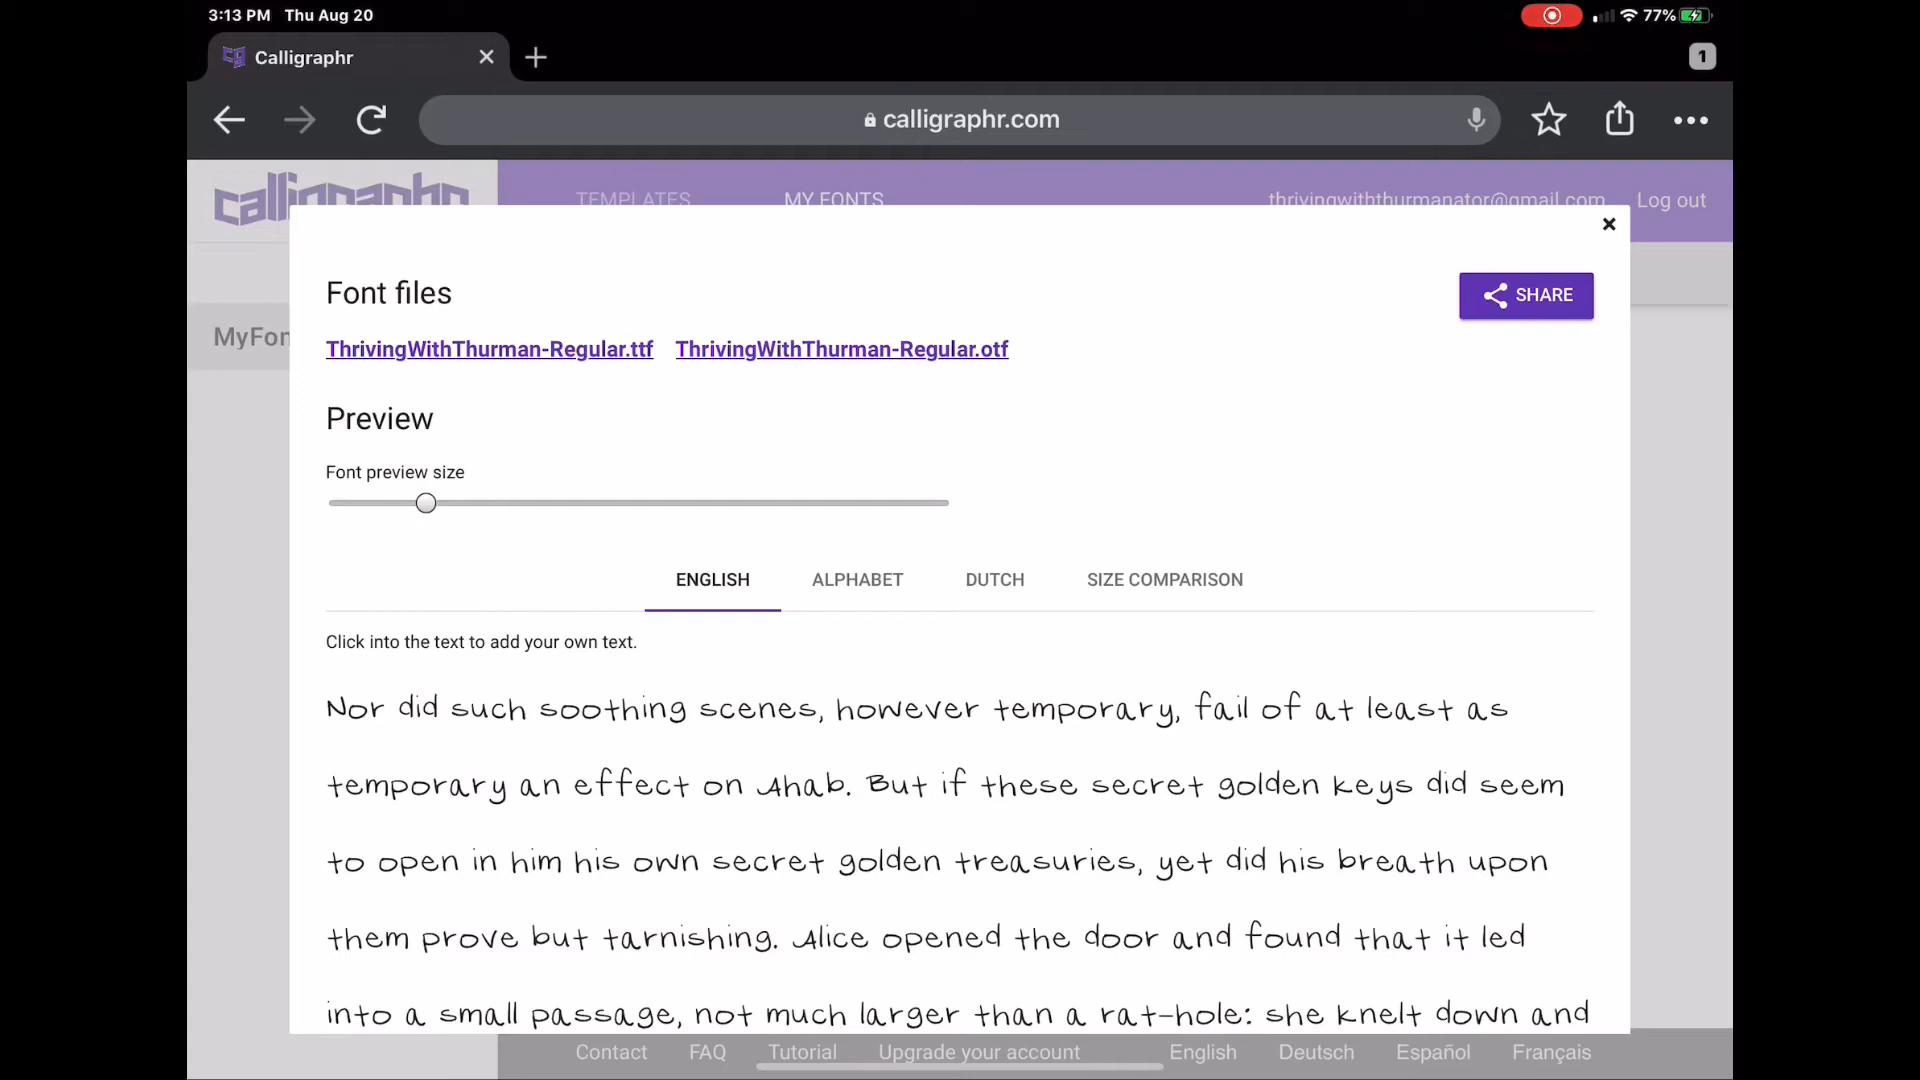 3:13 PM Thu Aug 20
77%
Calligraphr
1
calligraphr.com
calligraphr
TEMPLATES MY FONTS thrivingwiththurmanator@gmail.com Log out
Font files
SHARE
MyFon
ThrivingWithThurman-Regular.ttf ThrivingWithThurman-Regular.otf
Preview
Font preview size
ENGLISH ALPHABET DUTCH SIZE COMPARISON
Click into the text to add your own text.
Nor did such soothing scenes, however temporary, fail of at least as
temporary an effect on Ahab. But if these secret golden keys did seem
to open in him his own secret golden treasuries, yet did his breath upon
them prove but tarnishing. Alice opened the door and found that it led
into a small passage, not much larger than a rat-hole: she knelt down and
Contact FAQ Tutorial Upgrade your account English Deutsch Español Français